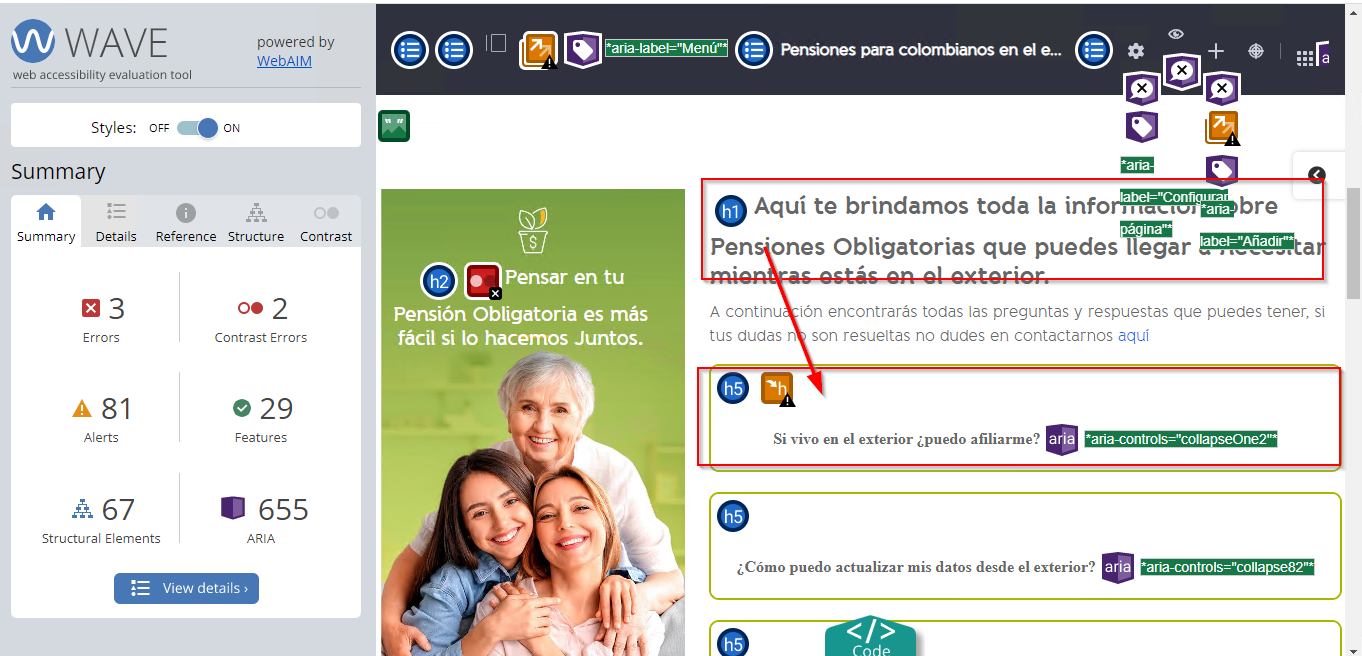 WAVE
web accessibility evaluation tool
powered by
WebAIM
Styles: OFF ON
Summary
Summary
Details
Reference
Structure
Contrast
3
Errors
2
Contrast Errors
81
Alerts
29
Features
67
Structural Elements
655
ARIA
View details ›
*aria-label="Menú"*
Pensiones para colombianos en el e...
a
*aria-
label="Configurar
página"*
*aria-
label="Añadir"*
h2 Pensar en tu
Pensión Obligatoria es más
fácil si lo hacemos Juntos.
h1 Aquí te brindamos toda la información sobre
Pensiones Obligatorias que puedes llegar a necesitar
mientras estás en el exterior.
A continuación encontrarás todas las preguntas y respuestas que puedes tener, si
tus dudas no son resueltas no dudes en contactarnos aquí
h5 h
Si vivo en el exterior ¿puedo afiliarme? aria *aria-controls="collapseOne2"*
h5
¿Cómo puedo actualizar mis datos desde el exterior? aria *aria-controls="collapse82"*
h5
</>
Code